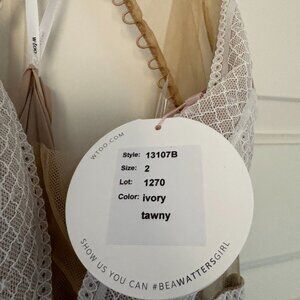 WTOO.COM
Style: 13107B
Size: 2
Lot: 1270
Color: ivory
tawny
SHOW US YOU CAN #BEAWATTERSGIRL